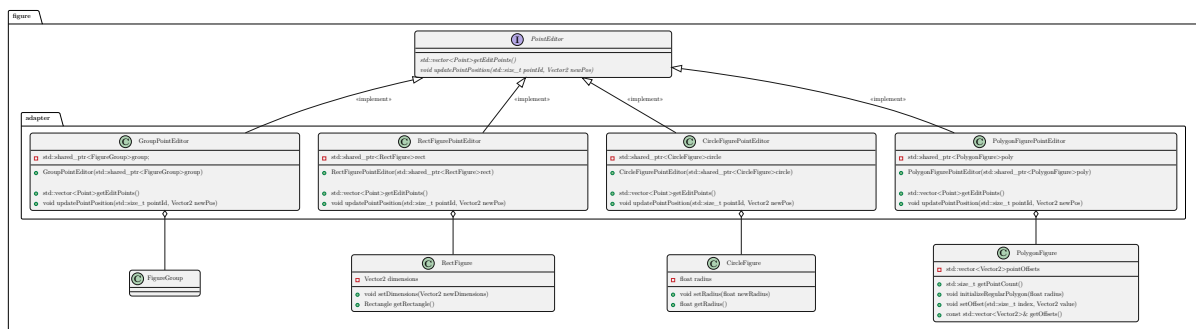 figure
I PointEditor
std::vector<Point>getEditPoints()
void updatePointPosition(std::size_t pointId, Vector2 newPos)
«implement»
«implement»
«implement»
«implement»
adapter
C GroupPointEditor
std::shared_ptr<FigureGroup>group;
GroupPointEditor(std::shared_ptr<FigureGroup>group)
std::vector<Point>getEditPoints()
void updatePointPosition(std::size_t pointId, Vector2 newPos)
C RectFigurePointEditor
std::shared_ptr<RectFigure>rect
RectFigurePointEditor(std::shared_ptr<RectFigure>rect)
std::vector<Point>getEditPoints()
void updatePointPosition(std::size_t pointId, Vector2 newPos)
C CircleFigurePointEditor
std::shared_ptr<CircleFigure>circle
CircleFigurePointEditor(std::shared_ptr<CircleFigure>circle)
std::vector<Point>getEditPoints()
void updatePointPosition(std::size_t pointId, Vector2 newPos)
C PolygonFigurePointEditor
std::shared_ptr<PolygonFigure>poly
PolygonFigurePointEditor(std::shared_ptr<PolygonFigure>poly)
std::vector<Point>getEditPoints()
void updatePointPosition(std::size_t pointId, Vector2 newPos)
C FigureGroup
C RectFigure
Vector2 dimensions
void setDimensions(Vector2 newDimensions)
Rectangle getRectangle()
C CircleFigure
float radius
void setRadius(float newRadius)
float getRadius()
C PolygonFigure
std::vector<Vector2>pointOffsets
std::size_t getPointCount()
void initializeRegularPolygon(float radius)
void setOffset(std::size_t index, Vector2 value)
const std::vector<Vector2>& getOffsets()